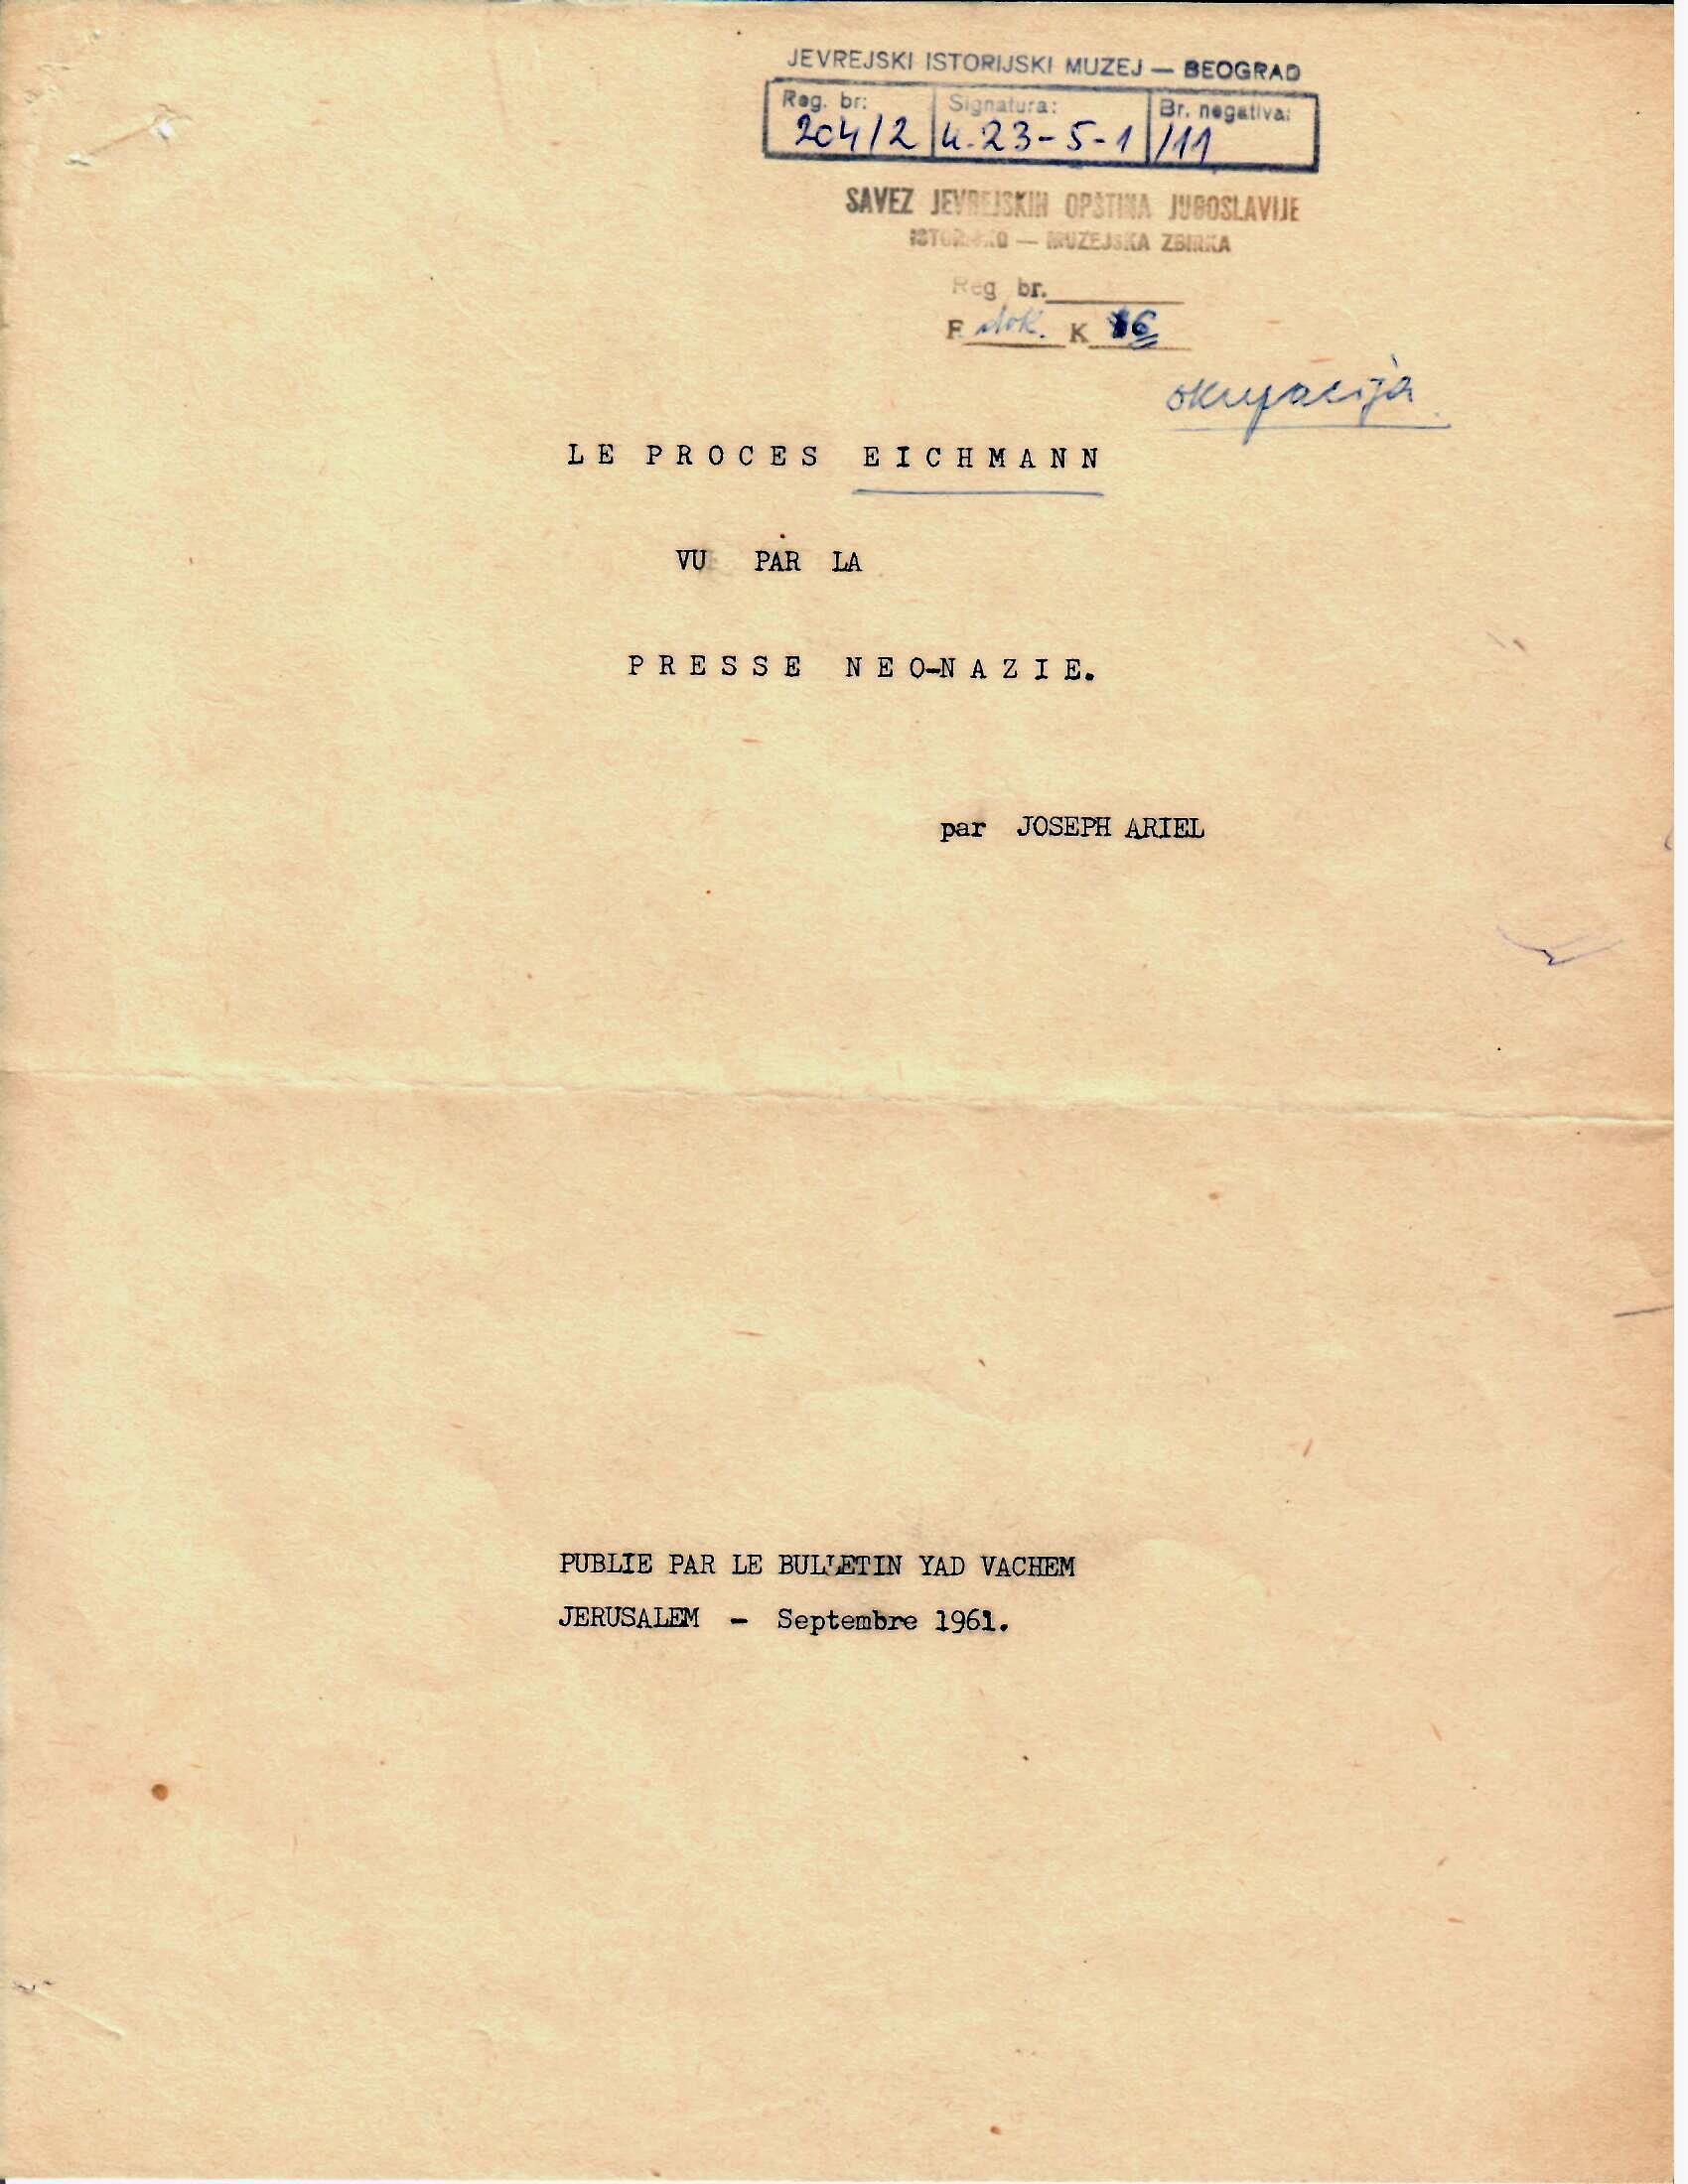 JEVREJSKI ISTORIJSKI MUZEJ — BEOGRAD
Reg. br: Signatura: Br. negativa:
204/2 k. 23-5-1 /11
SAVEZ JEVREJSKIH OPŠTINA JUGOSLAVIJE
ISTORISKO — MUZEJSKA ZBIRKA
Reg br.
F dok. K 16
okupacija
LE PROCES EICHMANN
VU PAR LA
PRESSE NEO-NAZIE.
par JOSEPH ARIEL
PUBLIE PAR LE BULLETIN YAD VACHEM
JERUSALEM - Septembre 1961.